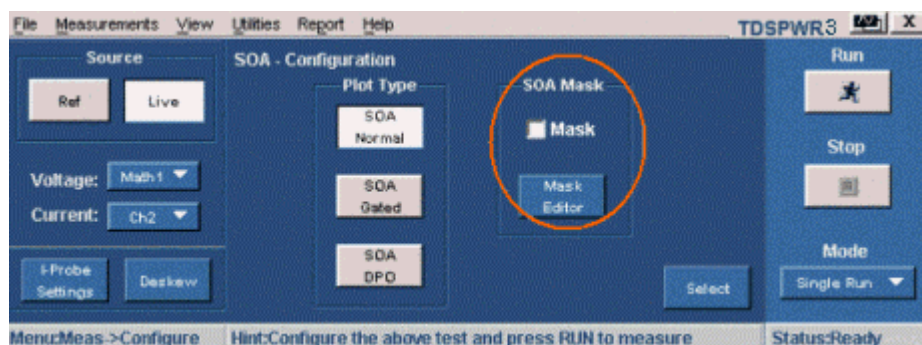 File Measurements View Utilities Report Help TDSPWR3 X
Source
Ref Live
Voltage: Math1
Current: Ch2
I-Probe
Settings
Deskew
SOA - Configuration
Plot Type
SOA
Normal
SOA
Gated
SOA
DPO
SOA Mask
Mask
Mask
Editor
Select
Run
Stop
Mode
Single Run
Menu:Meas->Configure Hint:Configure the above test and press RUN to measure Status:Ready